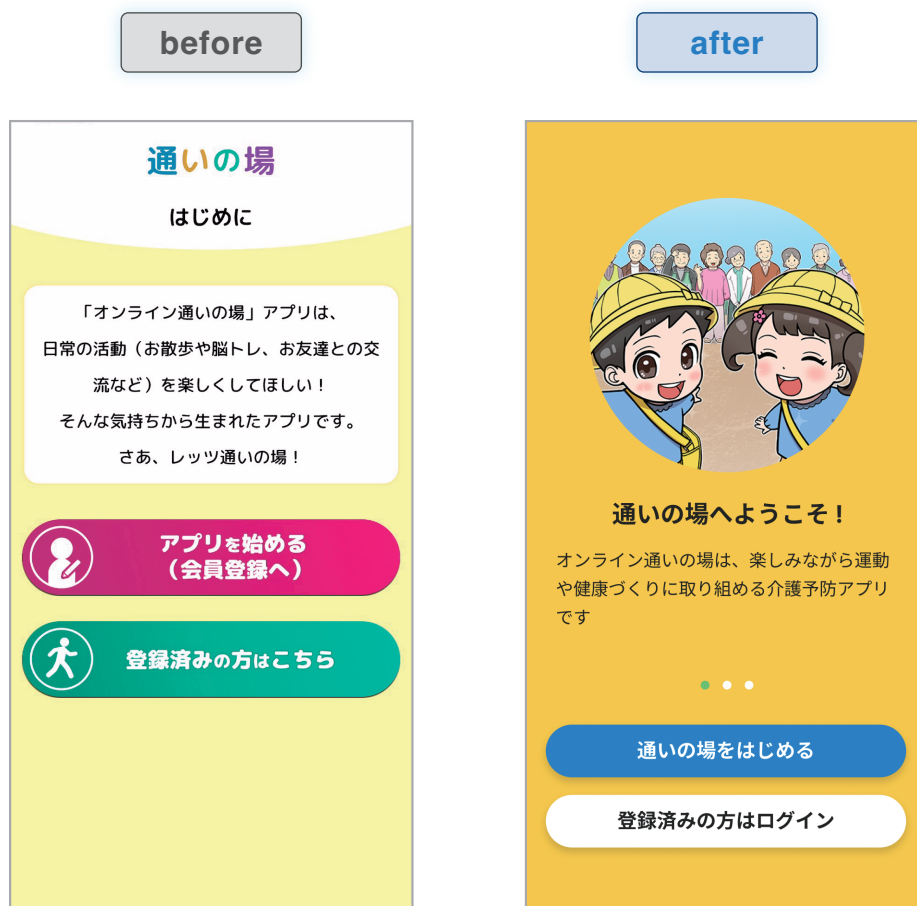 before
通いの場
はじめに
「オンライン通いの場」アプリは、
日常の活動（お散歩や脳トレ、お友達との交
流など）を楽しくしてほしい！
そんな気持ちから生まれたアプリです。
さあ、レッツ通いの場！
アプリを始める
（会員登録へ）
登録済みの方はこちら
after
通いの場へようこそ！
オンライン通いの場は、楽しみながら運動
や健康づくりに取り組める介護予防アプリ
です
通いの場をはじめる
登録済みの方はログイン